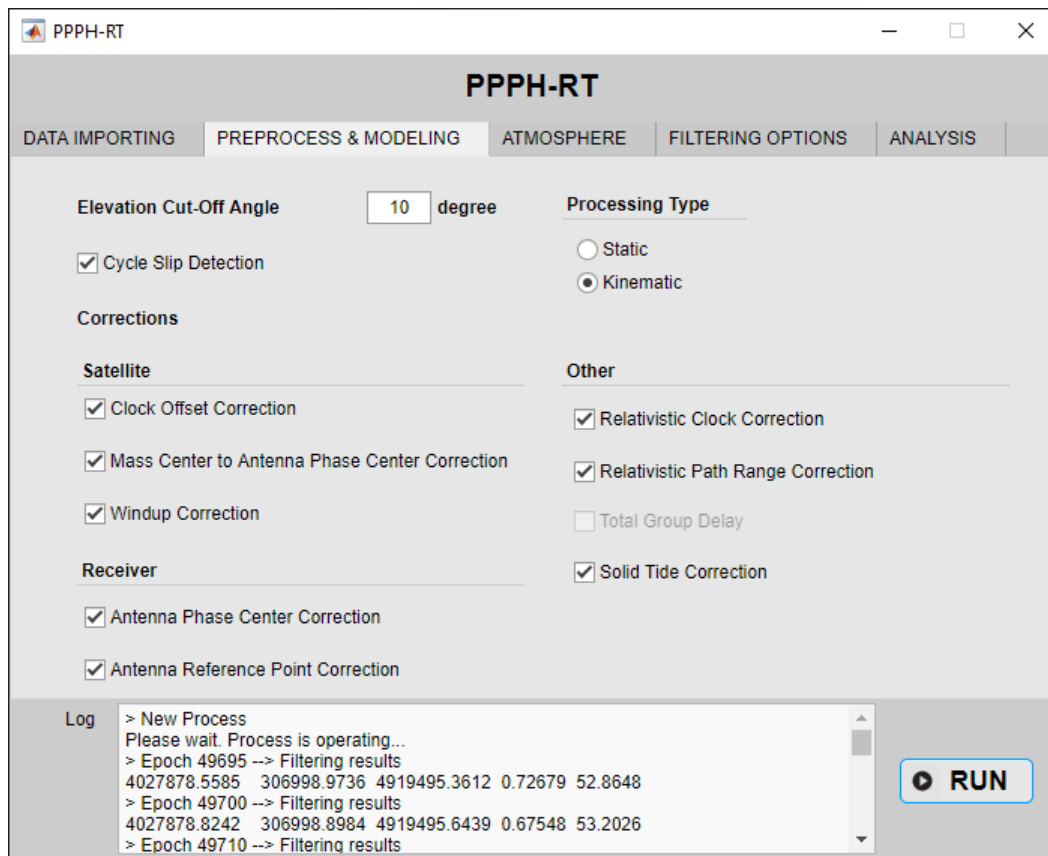 PPPH-RT
PPPH-RT
DATA IMPORTING PREPROCESS & MODELING ATMOSPHERE FILTERING OPTIONS ANALYSIS
Elevation Cut-Off Angle 10 degree
Processing Type
Static
Cycle Slip Detection
Kinematic
Corrections
Satellite
Other
Clock Offset Correction
Relativistic Clock Correction
Mass Center to Antenna Phase Center Correction
Relativistic Path Range Correction
Windup Correction
Total Group Delay
Receiver
Solid Tide Correction
Antenna Phase Center Correction
Antenna Reference Point Correction
Log
> New Process
Please wait. Process is operating...
> Epoch 49695 --> Filtering results
4027878.5585 306998.9736 4919495.3612 0.72679 52.8648
> Epoch 49700 --> Filtering results
4027878.8242 306998.8984 4919495.6439 0.67548 53.2026
> Epoch 49710 --> Filtering results
RUN